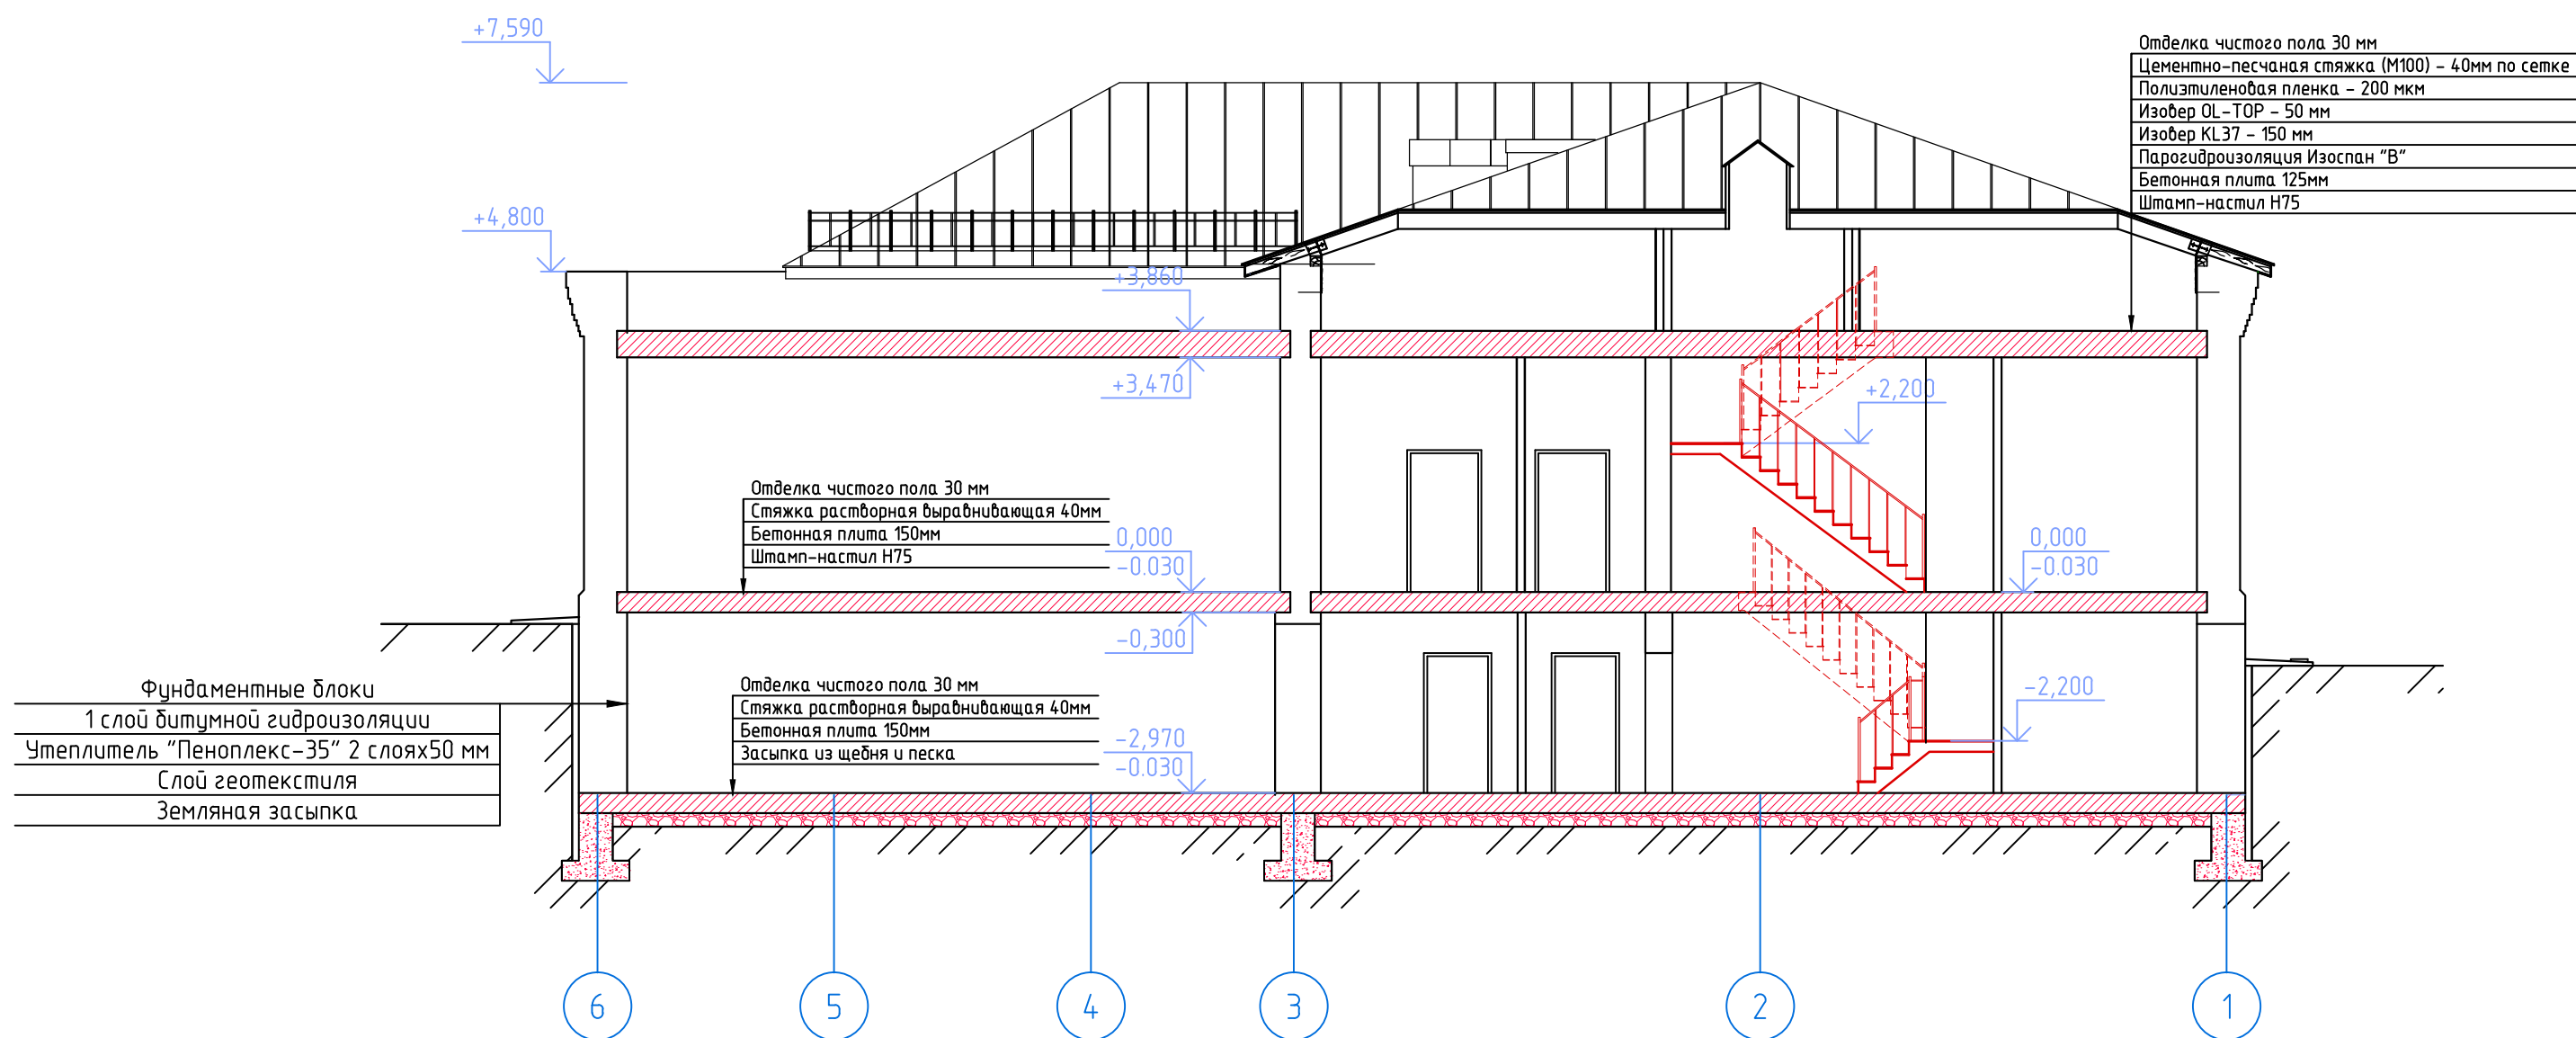 +7,590
Отделка чистого пола 30 мм
Цементно-песчаная стяжка (М100) - 40мм по сетке
Полиэтиленовая пленка - 200 мкм
Изовер OL-TOP - 50 мм
Изовер KL37 - 150 мм
Парогидроизоляция Изоспан "В"
Бетонная плита 125мм
Штамп-настил Н75
+4,800
+3,860
+3,470
+2,200
Отделка чистого пола 30 мм
Стяжка растворная выравнивающая 40мм
Бетонная плита 150мм
Штамп-настил Н75
0,000
-0.030
0,000
-0.030
-0,300
Фундаментные блоки
1 слой битумной гидроизоляции
Утеплитель "Пеноплекс-35" 2 слоях50 мм
Слой геотекстиля
Земляная засыпка
Отделка чистого пола 30 мм
Стяжка растворная выравнивающая 40мм
Бетонная плита 150мм
Засыпка из щебня и песка
-2,970
-0.030
-2,200
6
5
4
3
2
1